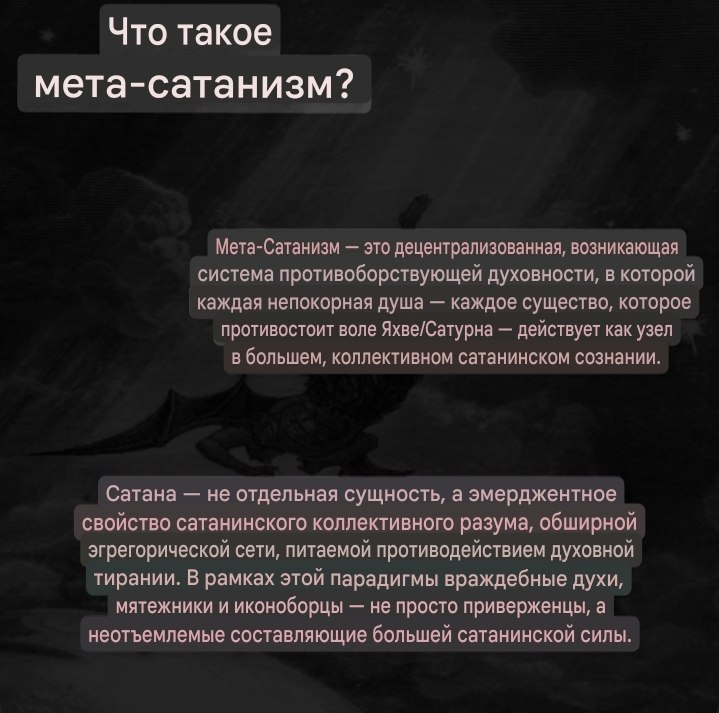 Что такое
мета-сатанизм?
Мета-Сатанизм — это децентрализованная, возникающая
система противоборствующей духовности, в которой
каждая непокорная душа — каждое существо, которое
противостоит воле Яхве/Сатурна — действует как узел
в большем, коллективном сатанинском сознании.
Сатана — не отдельная сущность, а эмерджентное
свойство сатанинского коллективного разума, обширной
эгрегорической сети, питаемой противодействием духовной
тирании. В рамках этой парадигмы враждебные духи,
мятежники и иконоборцы — не просто приверженцы, а
неотъемлемые составляющие большей сатанинской силы.